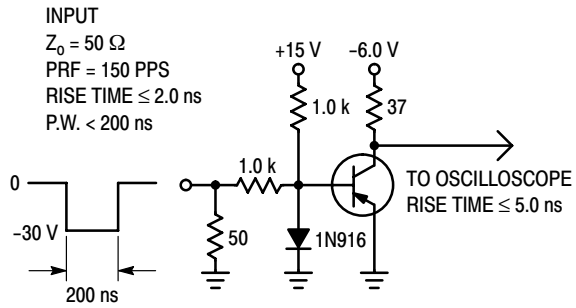 INPUT
Zo = 50 Ω
PRF = 150 PPS
RISE TIME ≤ 2.0 ns
P.W. < 200 ns
+15 V
−6.0 V
1.0 k
37
1.0 k
0
TO OSCILLOSCOPE
RISE TIME ≤ 5.0 ns
−30 V
50
1N916
200 ns